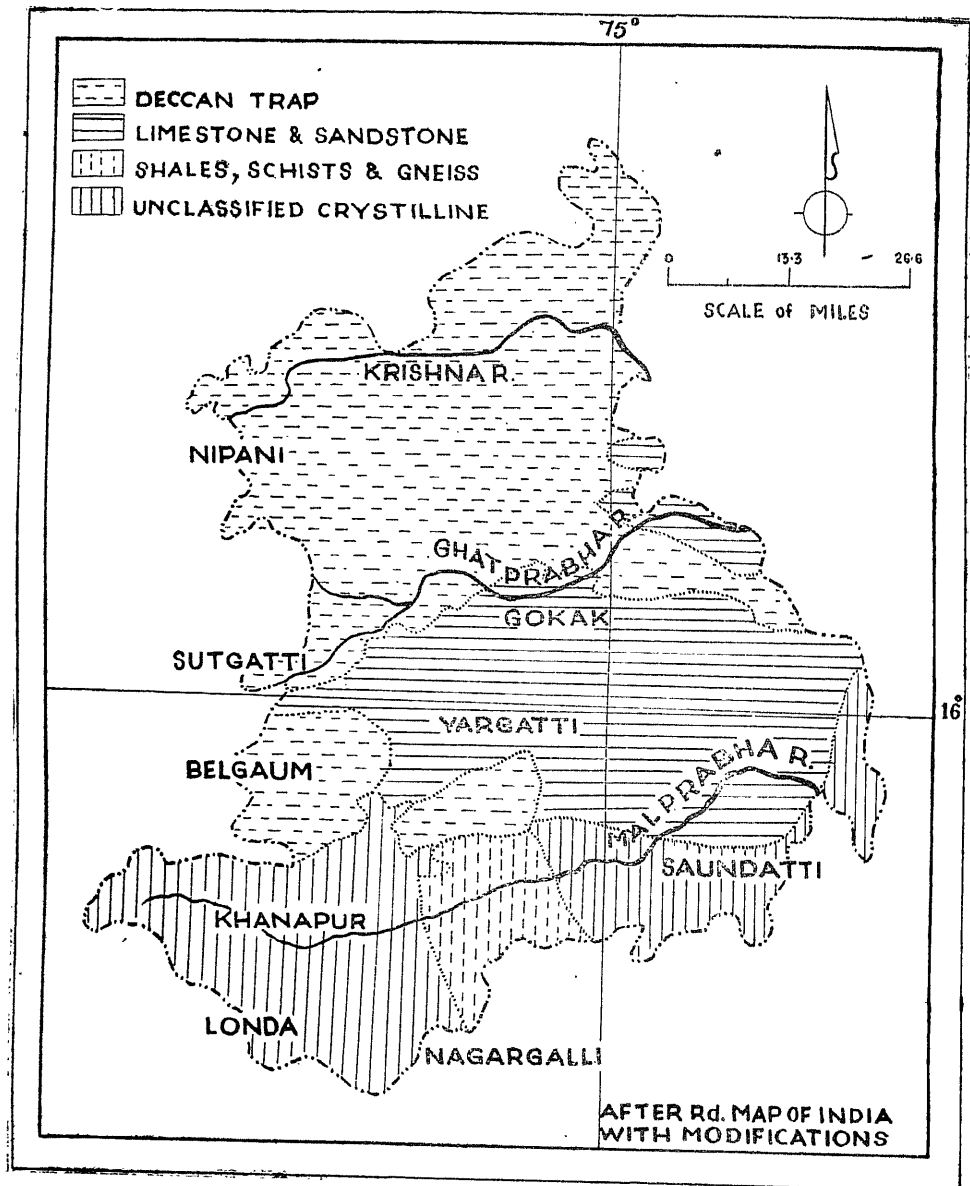 75°
DECCAN TRAP
LIMESTONE & SANDSTONE
SHALES, SCHISTS & GNEISS
UNCLASSIFIED CRYSTILLINE
0 13·3 26·6
SCALE of MILES
KRISHNA R.
NIPANI
GHATPRABHA R.
GOKAK
SUTGATTI
16°
YARGATTI
BELGAUM
MALPRABHA R.
SAUNDATTI
KHANAPUR
LONDA
NAGARGALLI
AFTER Rd. MAP OF INDIA
WITH MODIFICATIONS